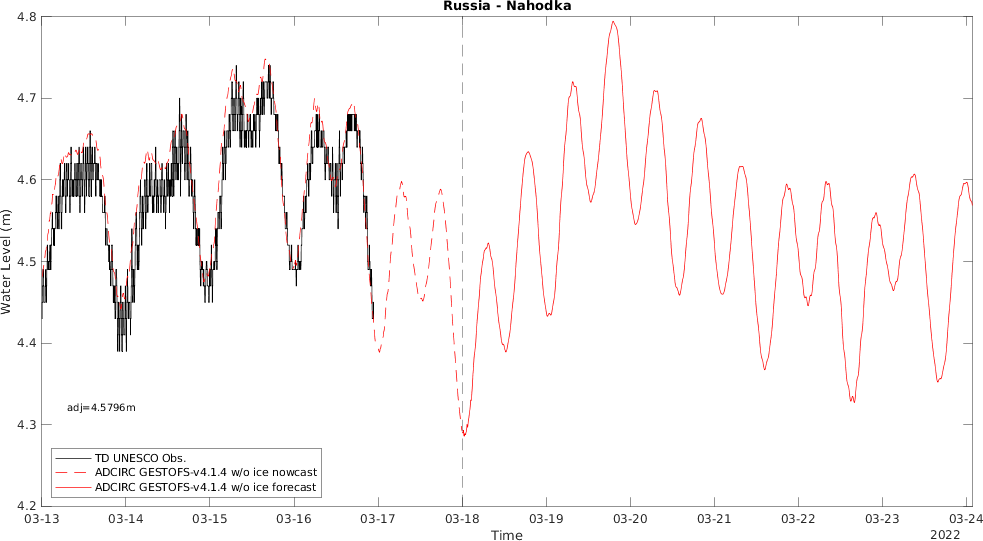 Russia - Nahodka
4.8
4.7
4.6
4.5
4.4
4.3
4.2
Water Level (m)
adj=4.5796m
TD UNESCO Obs.
ADCIRC GESTOFS-v4.1.4 w/o ice nowcast
ADCIRC GESTOFS-v4.1.4 w/o ice forecast
03-13 03-14 03-15 03-16 03-17 03-18 03-19 03-20 03-21 03-22 03-23 03-24
Time
2022